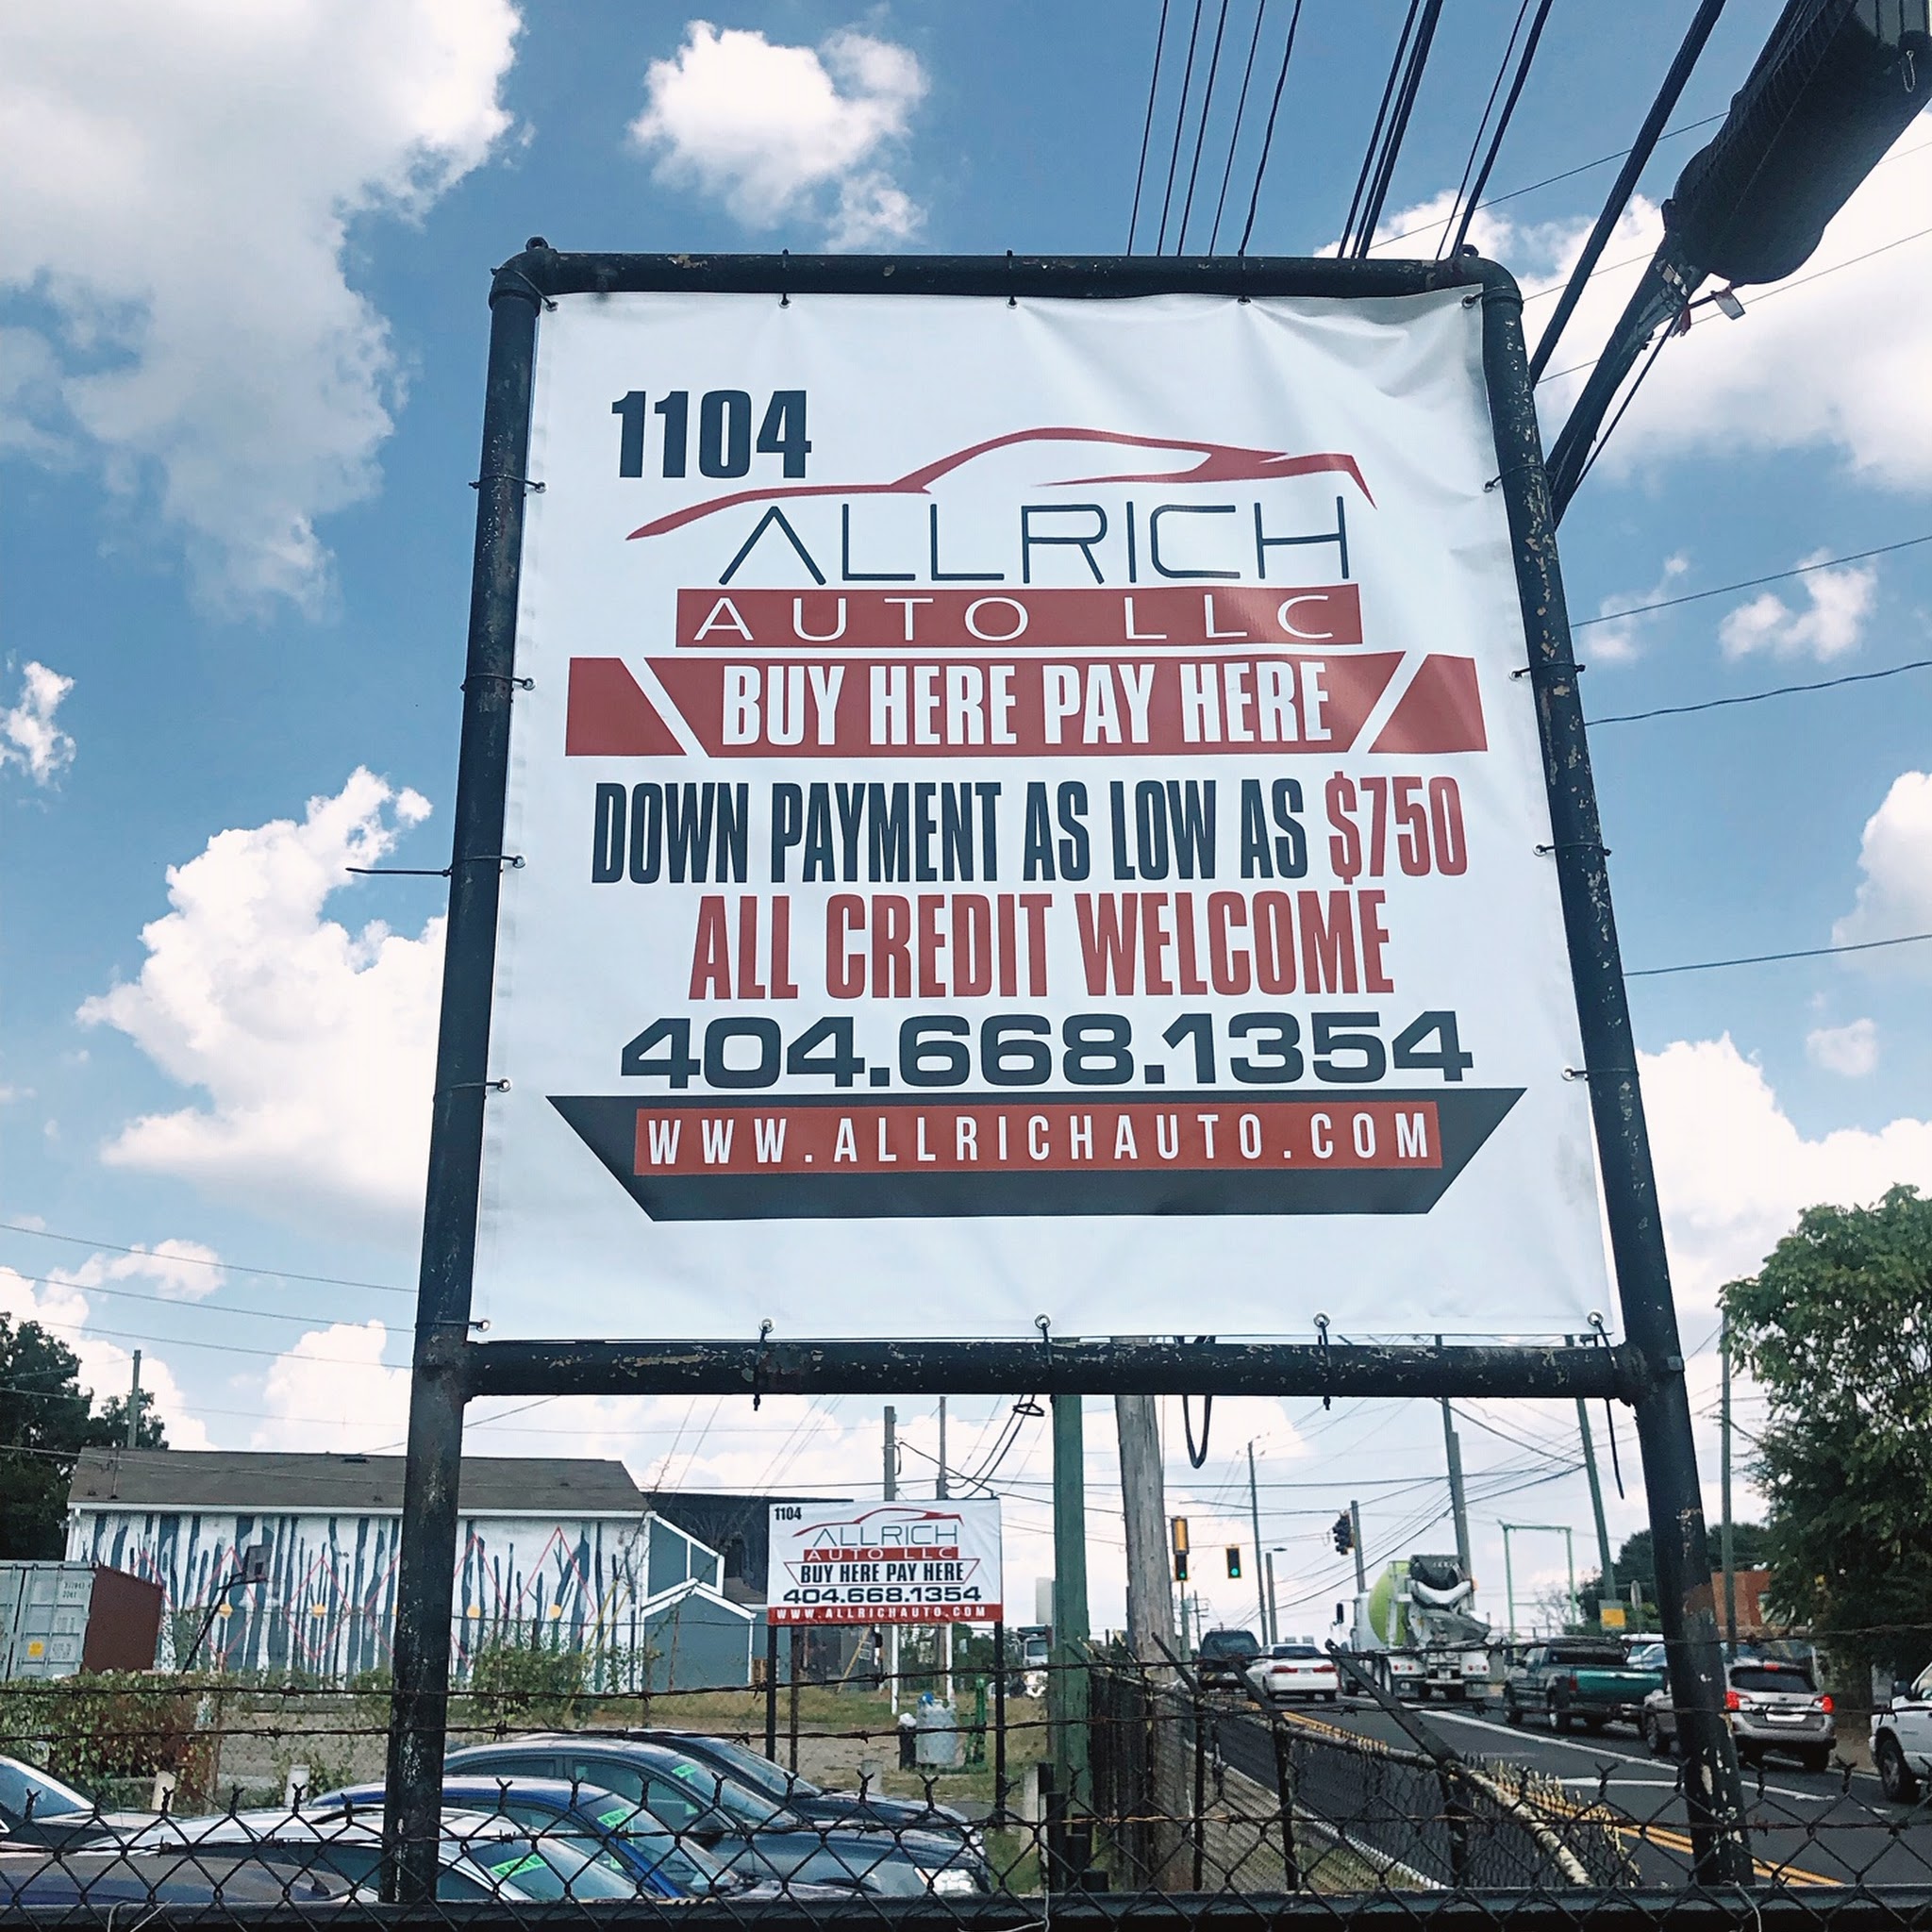 1104
ALLRICH
AUTO LLC
BUY HERE PAY HERE
DOWN PAYMENT AS LOW AS $750
ALL CREDIT WELCOME
404.668.1354
WWW.ALLRICHAUTO.COM
1104
ALLRICH
AUTO LLC
BUY HERE PAY HERE
404.668.1354
WWW.ALLRICHAUTO.COM